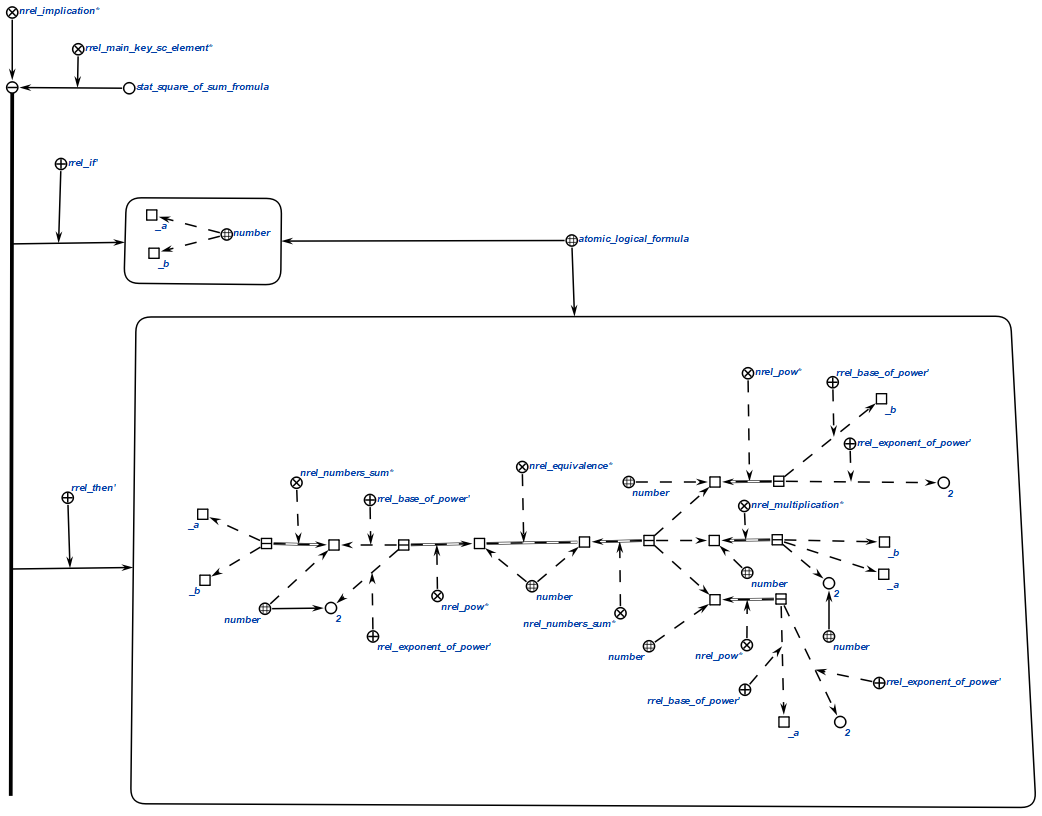 nrel_implication*
rrel_main_key_sc_element*
stat_square_of_sum_fromula
rrel_if'
_a
number
_b
atomic_logical_formula
nrel_pow*
rrel_base_of_power'
_b
rrel_exponent_of_power'
nrel_equivalence*
nrel_numbers_sum*
rrel_then'
number
2
rrel_base_of_power'
nrel_multiplication*
_a
_b
_b
_a
number
2
number
nrel_pow*
number
2
nrel_numbers_sum*
rrel_exponent_of_power'
number
nrel_pow*
number
rrel_exponent_of_power'
rrel_base_of_power'
_a
2